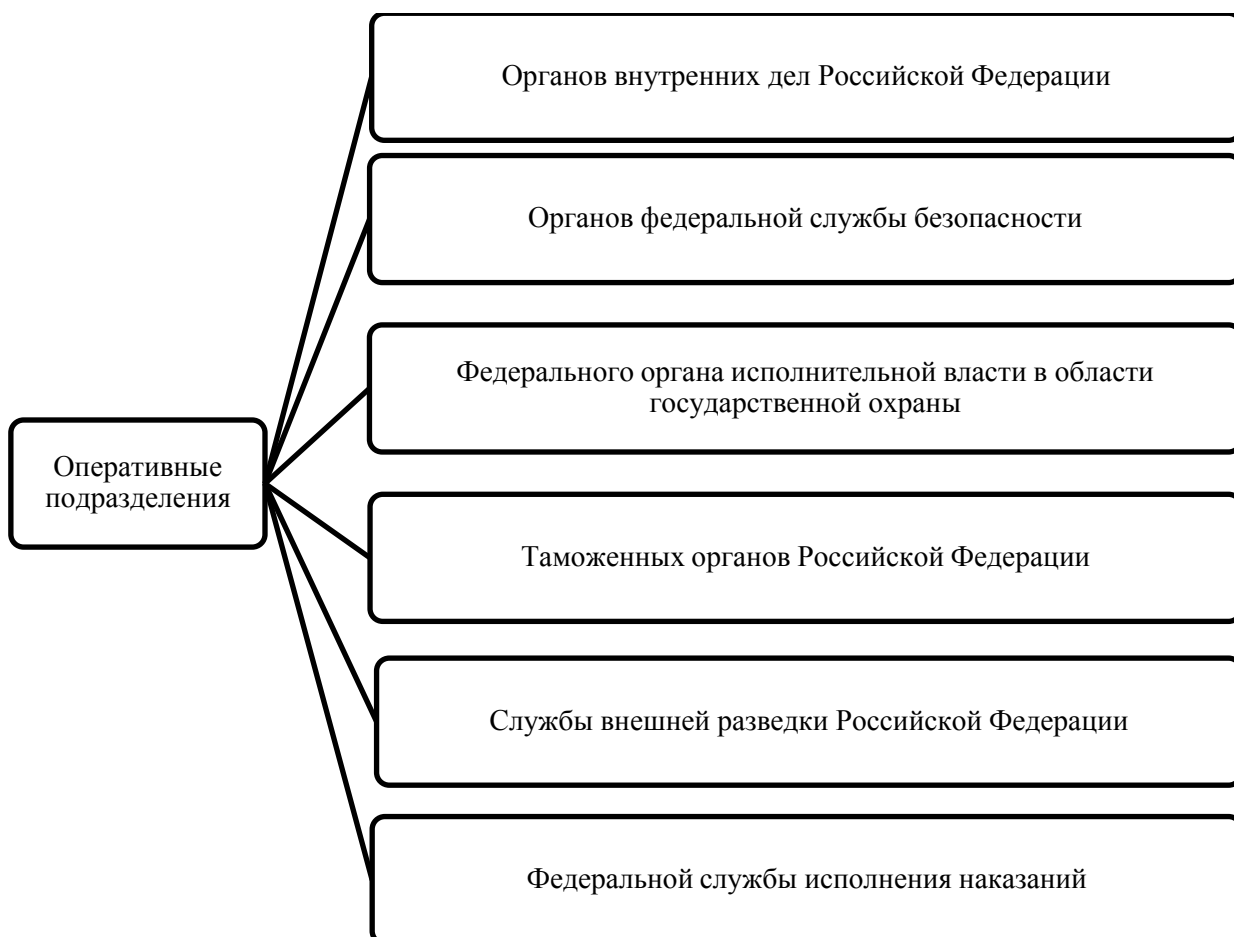 Органов внутренних дел Российской Федерации
Органов федеральной службы безопасности
Федерального органа исполнительной власти в области
государственной охраны
Оперативные
подразделения
Таможенных органов Российской Федерации
Службы внешней разведки Российской Федерации
Федеральной службы исполнения наказаний